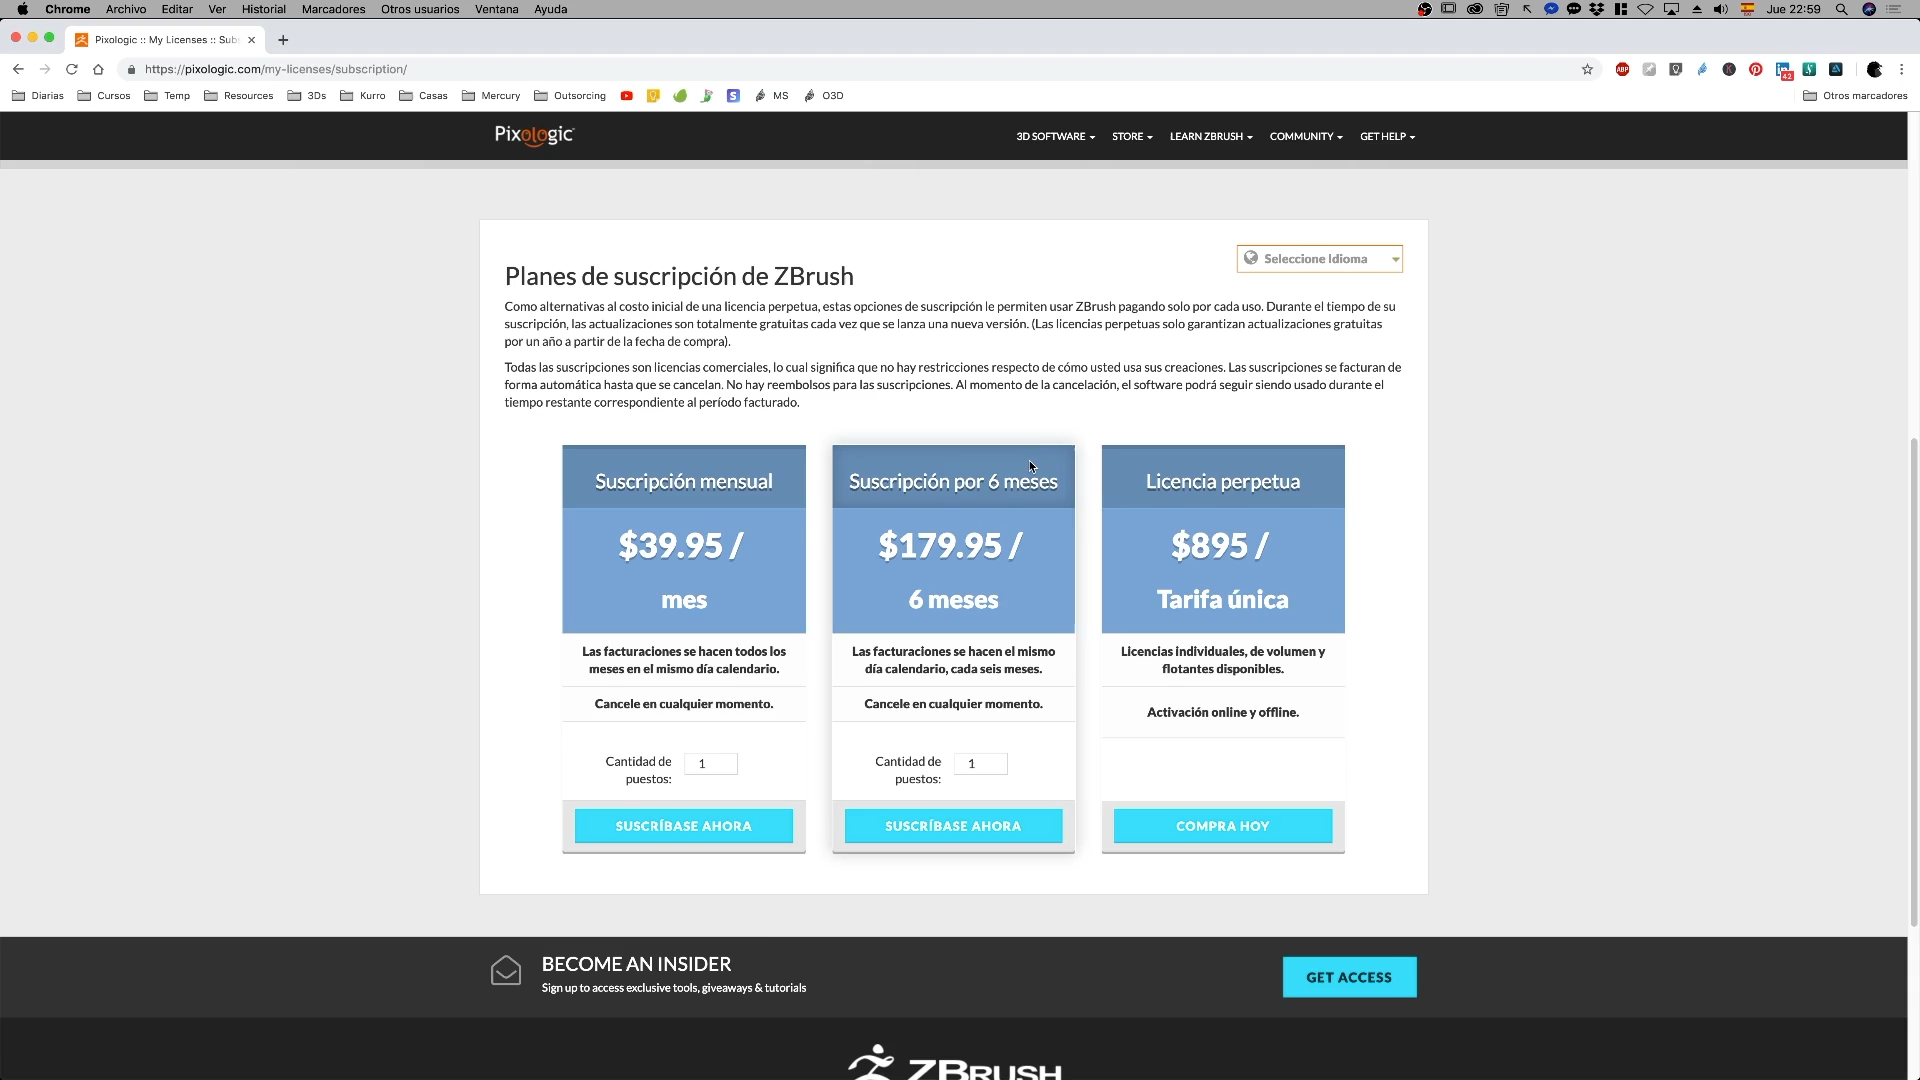 Chrome Archivo Editar Ver Historial Marcadores Otros usuarios Ventana Ayuda
Jue 22:59
Pixologic :: My Licenses :: Sub
https://pixologic.com/my-licenses/subscription/
ABP
42
Diarias Cursos Temp Resources 3Ds Kurro Casas Mercury Outsorcing MS O3D Otros marcadores
Pixologic
3D SOFTWARE STORE LEARN ZBRUSH COMMUNITY GET HELP
Seleccione Idioma
Planes de suscripción de ZBrush
Como alternativas al costo inicial de una licencia perpetua, estas opciones de suscripción le permiten usar ZBrush pagando solo por cada uso. Durante el tiempo de su
suscripción, las actualizaciones son totalmente gratuitas cada vez que se lanza una nueva versión. (Las licencias perpetuas solo garantizan actualizaciones gratuitas
por un año a partir de la fecha de compra).
Todas las suscripciones son licencias comerciales, lo cual significa que no hay restricciones respecto de cómo usted usa sus creaciones. Las suscripciones se facturan de
forma automática hasta que se cancelan. No hay reembolsos para las suscripciones. Al momento de la cancelación, el software podrá seguir siendo usado durante el
tiempo restante correspondiente al período facturado.
Suscripción mensual
$39.95 /
mes
Las facturaciones se hacen todos los
meses en el mismo día calendario.
Cancele en cualquier momento.
Cantidad de
puestos:
1
SUSCRÍBASE AHORA
Suscripción por 6 meses
$179.95 /
6 meses
Las facturaciones se hacen el mismo
día calendario, cada seis meses.
Cancele en cualquier momento.
Cantidad de
puestos:
1
SUSCRÍBASE AHORA
Licencia perpetua
$895 /
Tarifa única
Licencias individuales, de volumen y
flotantes disponibles.
Activación online y offline.
COMPRA HOY
BECOME AN INSIDER
Sign up to access exclusive tools, giveaways & tutorials
GET ACCESS
ZBRUSH